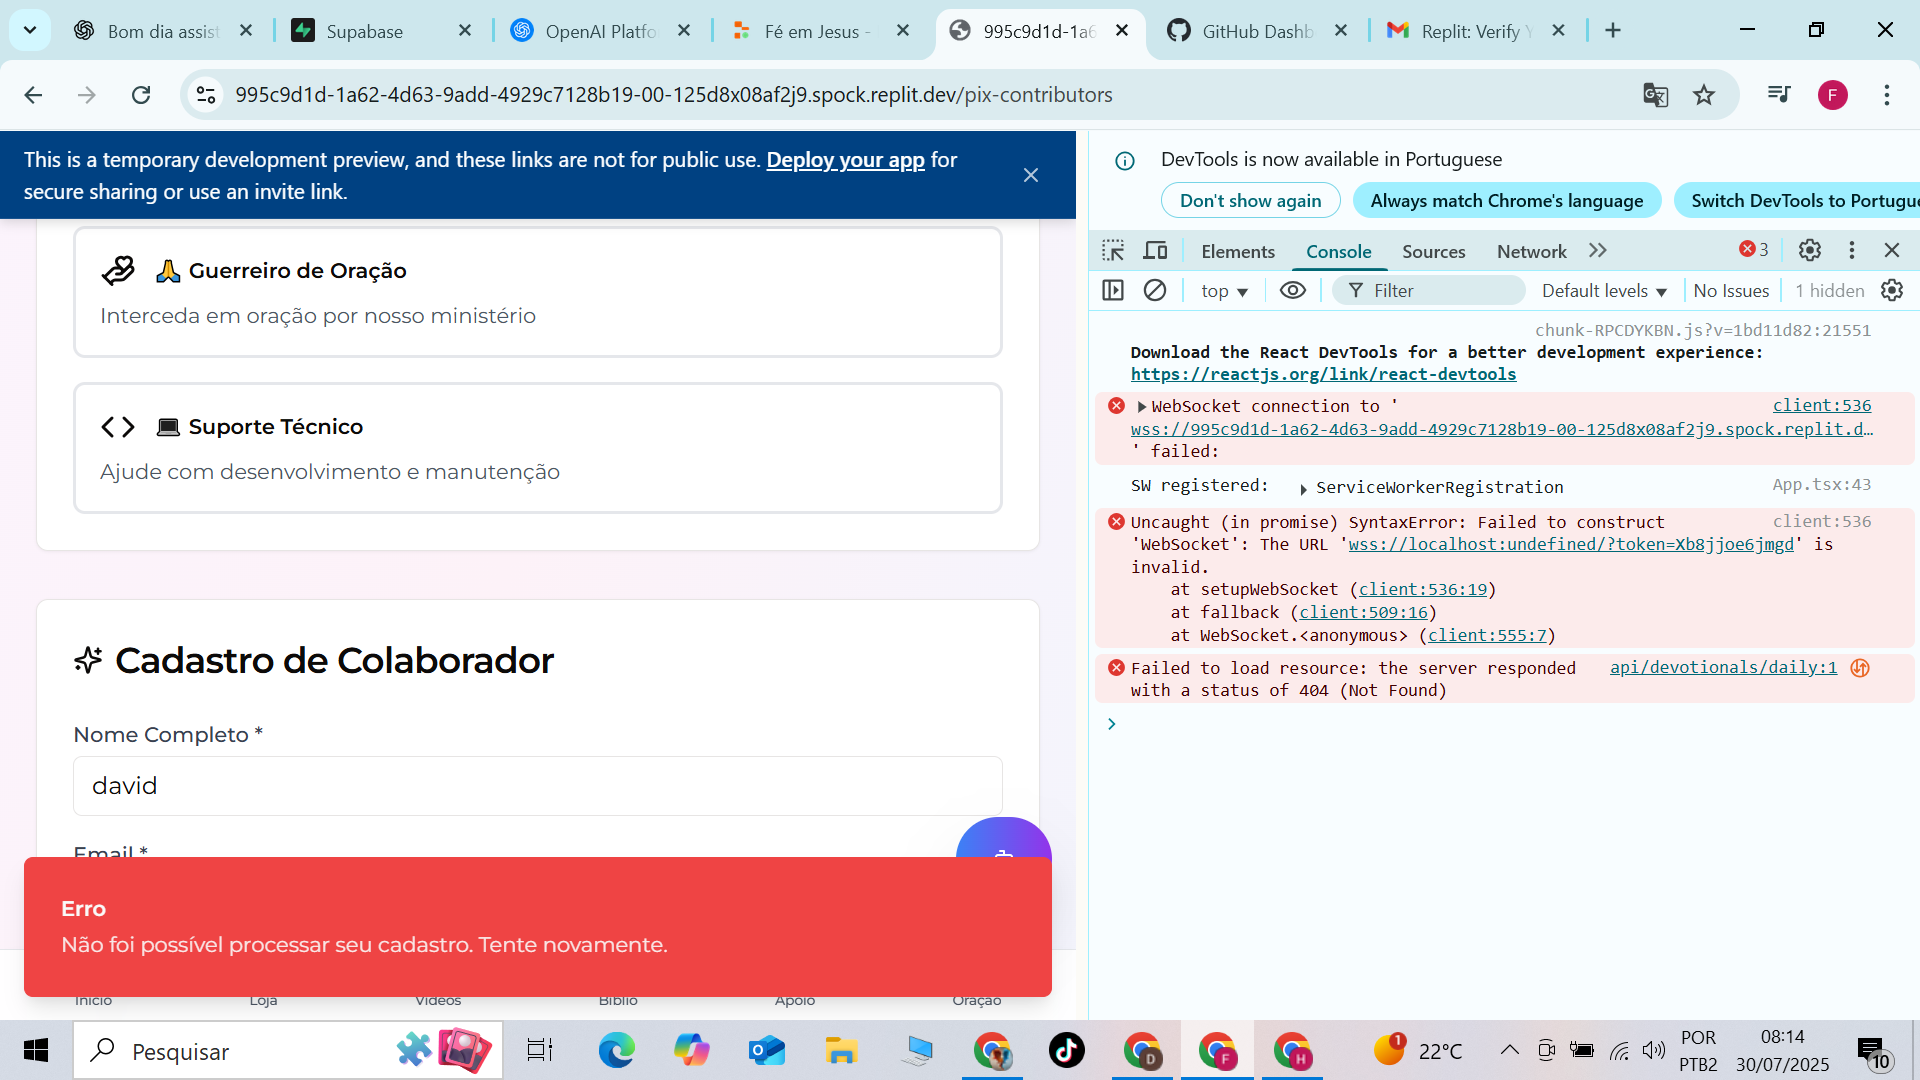 Bom dia assist
Supabase
OpenAI Platfo
Fé em Jesus -
995c9d1d-1a6
GitHub Dashb
Replit: Verify Y
995c9d1d-1a62-4d63-9add-4929c7128b19-00-125d8x08af2j9.spock.replit.dev/pix-contributors
F
This is a temporary development preview, and these links are not for public use. Deploy your app for
secure sharing or use an invite link.
Guerreiro de Oração
Interceda em oração por nosso ministério
Suporte Técnico
Ajude com desenvolvimento e manutenção
Cadastro de Colaborador
Nome Completo *
david
Email *
Erro
Não foi possível processar seu cadastro. Tente novamente.
Início
Loja
Vídeos
Bíblio
Apoio
Oração
DevTools is now available in Portuguese
Don't show again
Always match Chrome's language
Switch DevTools to Portugue
Elements
Console
Sources
Network
3
top
Filter
Default levels
No Issues
1 hidden
chunk-RPCDYKBN.js?v=1bd11d82:21551
Download the React DevTools for a better development experience:
https://reactjs.org/link/react-devtools
WebSocket connection to '
client:536
wss://995c9d1d-1a62-4d63-9add-4929c7128b19-00-125d8x08af2j9.spock.replit.d…
' failed:
SW registered: ServiceWorkerRegistration
App.tsx:43
Uncaught (in promise) SyntaxError: Failed to construct
client:536
'WebSocket': The URL 'wss://localhost:undefined/?token=Xb8jjoe6jmgd' is
invalid.
at setupWebSocket (client:536:19)
at fallback (client:509:16)
at WebSocket.<anonymous> (client:555:7)
Failed to load resource: the server responded
api/devotionals/daily:1
with a status of 404 (Not Found)
Pesquisar
D
F
H
1
22°C
POR
PTB2
08:14
30/07/2025
10